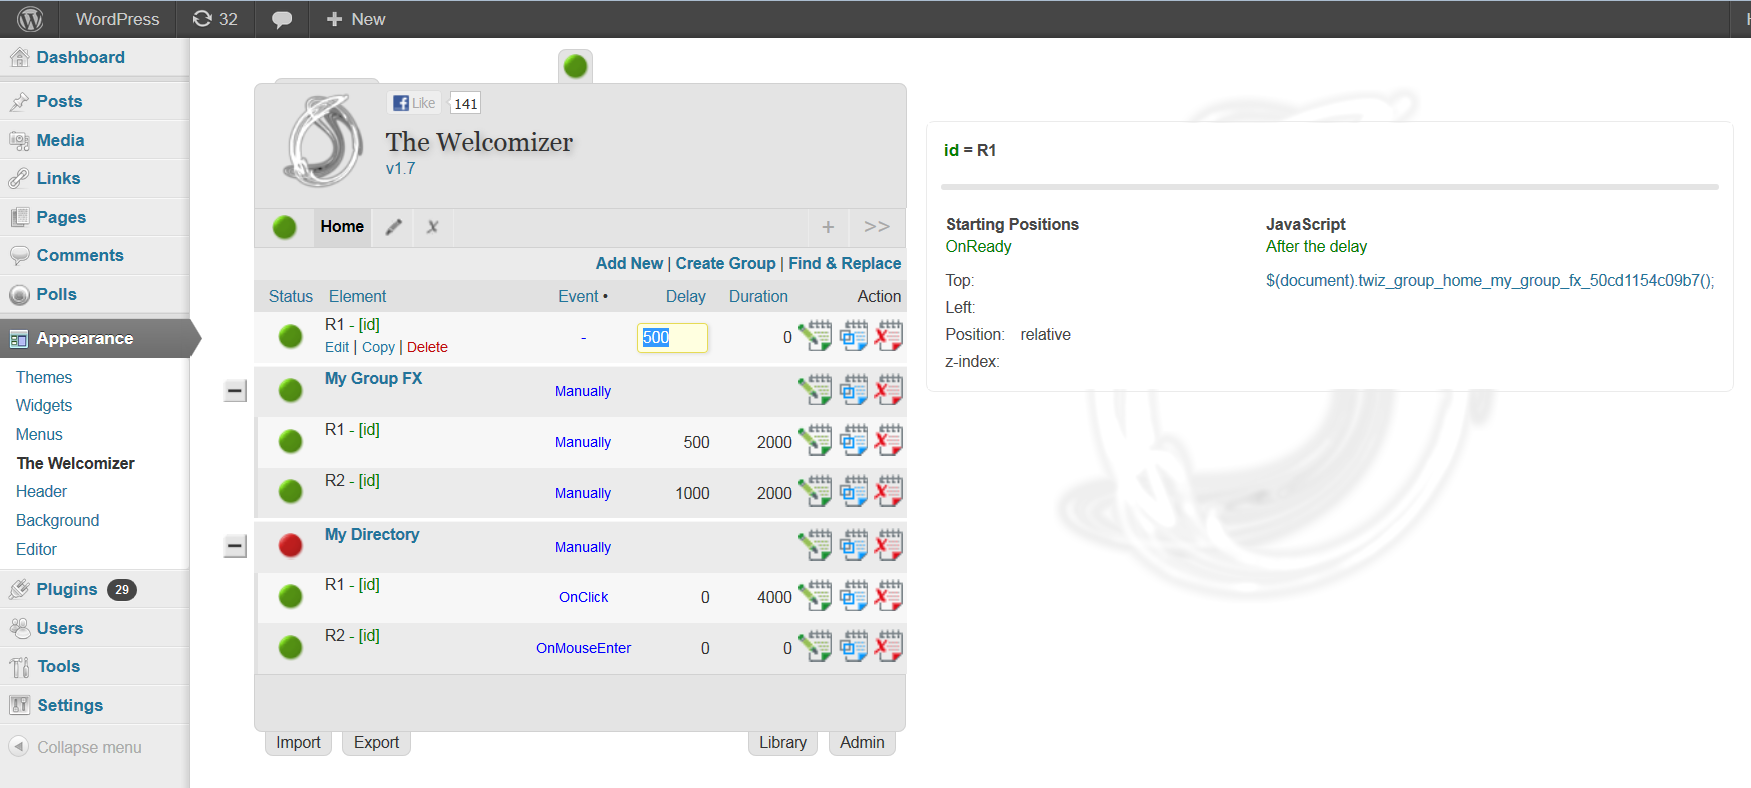 WordPress 32 New
Dashboard
Posts
Media
Links
Pages
Comments
Polls
Appearance
Themes
Widgets
Menus
The Welcomizer
Header
Background
Editor
Plugins 29
Users
Tools
Settings
Collapse menu
Like 141
The Welcomizer
v1.7
Home + >>
Add New | Create Group | Find & Replace
Status Element Event • Delay Duration Action
R1 - [id]
Edit | Copy | Delete - 500 0
My Group FX
Manually
R1 - [id]
Manually 500 2000
R2 - [id]
Manually 1000 2000
My Directory
Manually
R1 - [id]
OnClick 0 4000
R2 - [id]
OnMouseEnter 0 0
Import Export Library Admin
id = R1
Starting Positions JavaScript
OnReady After the delay
Top: $(document).twiz_group_home_my_group_fx_50cd1154c09b7();
Left:
Position: relative
z-index: